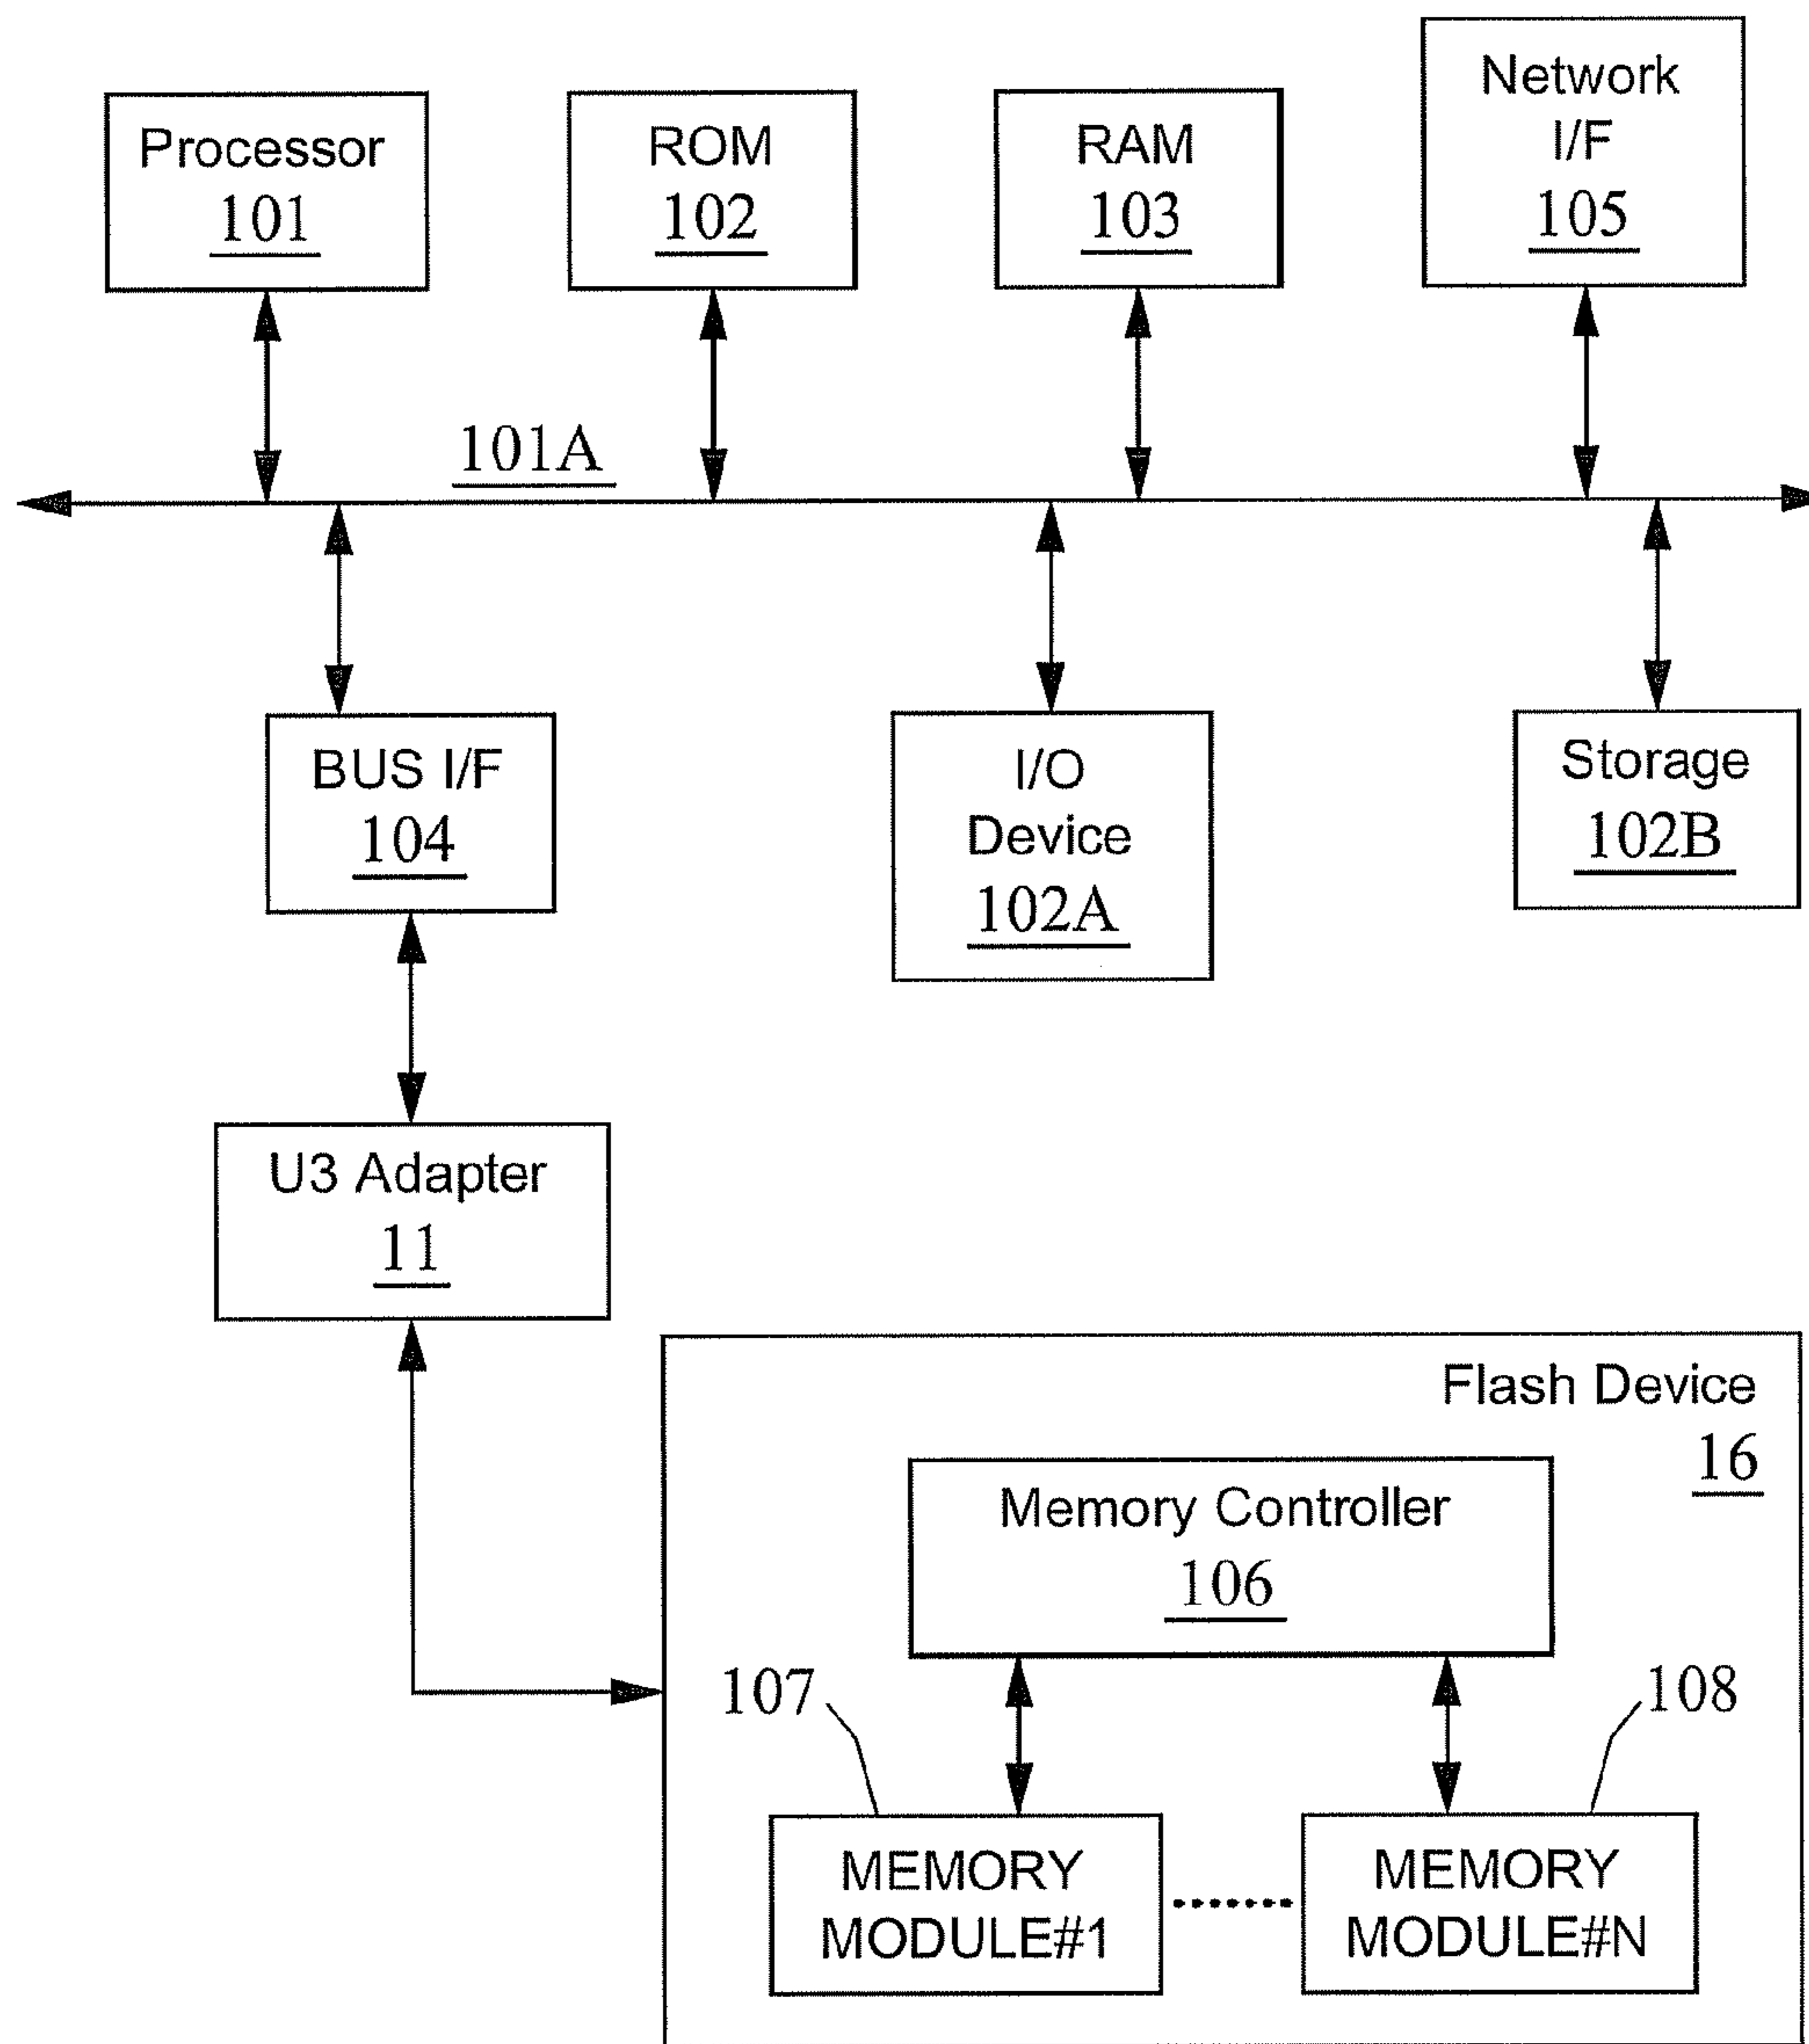 Processor
101
ROM
102
RAM
103
Network
I/F
105
101A
BUS I/F
104
I/O
Device
102A
Storage
102B
U3 Adapter
11
Flash Device
16
Memory Controller
106
107
108
MEMORY
MODULE#1
MEMORY
MODULE#N